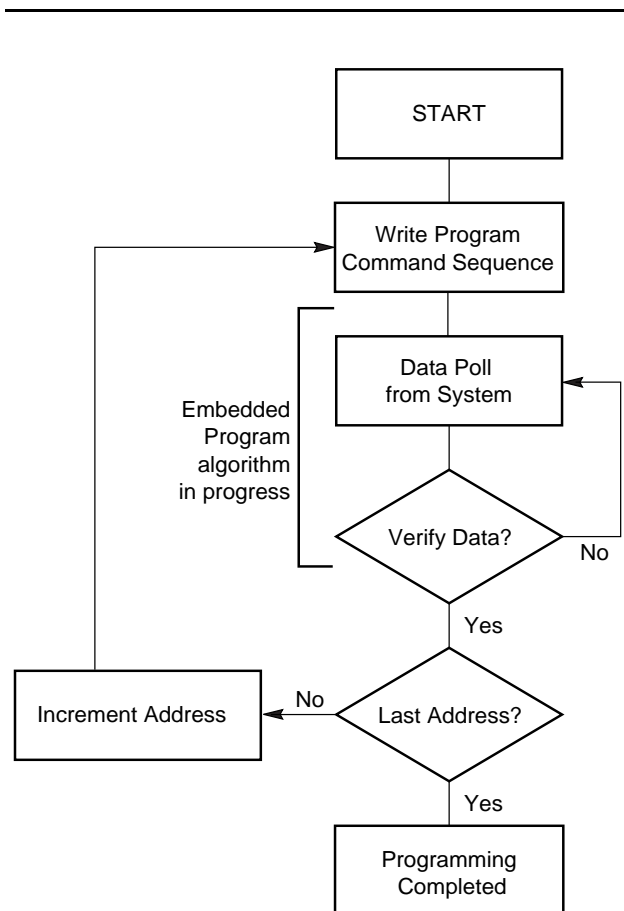 START
Write Program
Command Sequence
Data Poll
from System
Embedded
Program
algorithm
in progress
Verify Data?
No
Yes
Increment Address
No
Last Address?
Yes
Programming
Completed